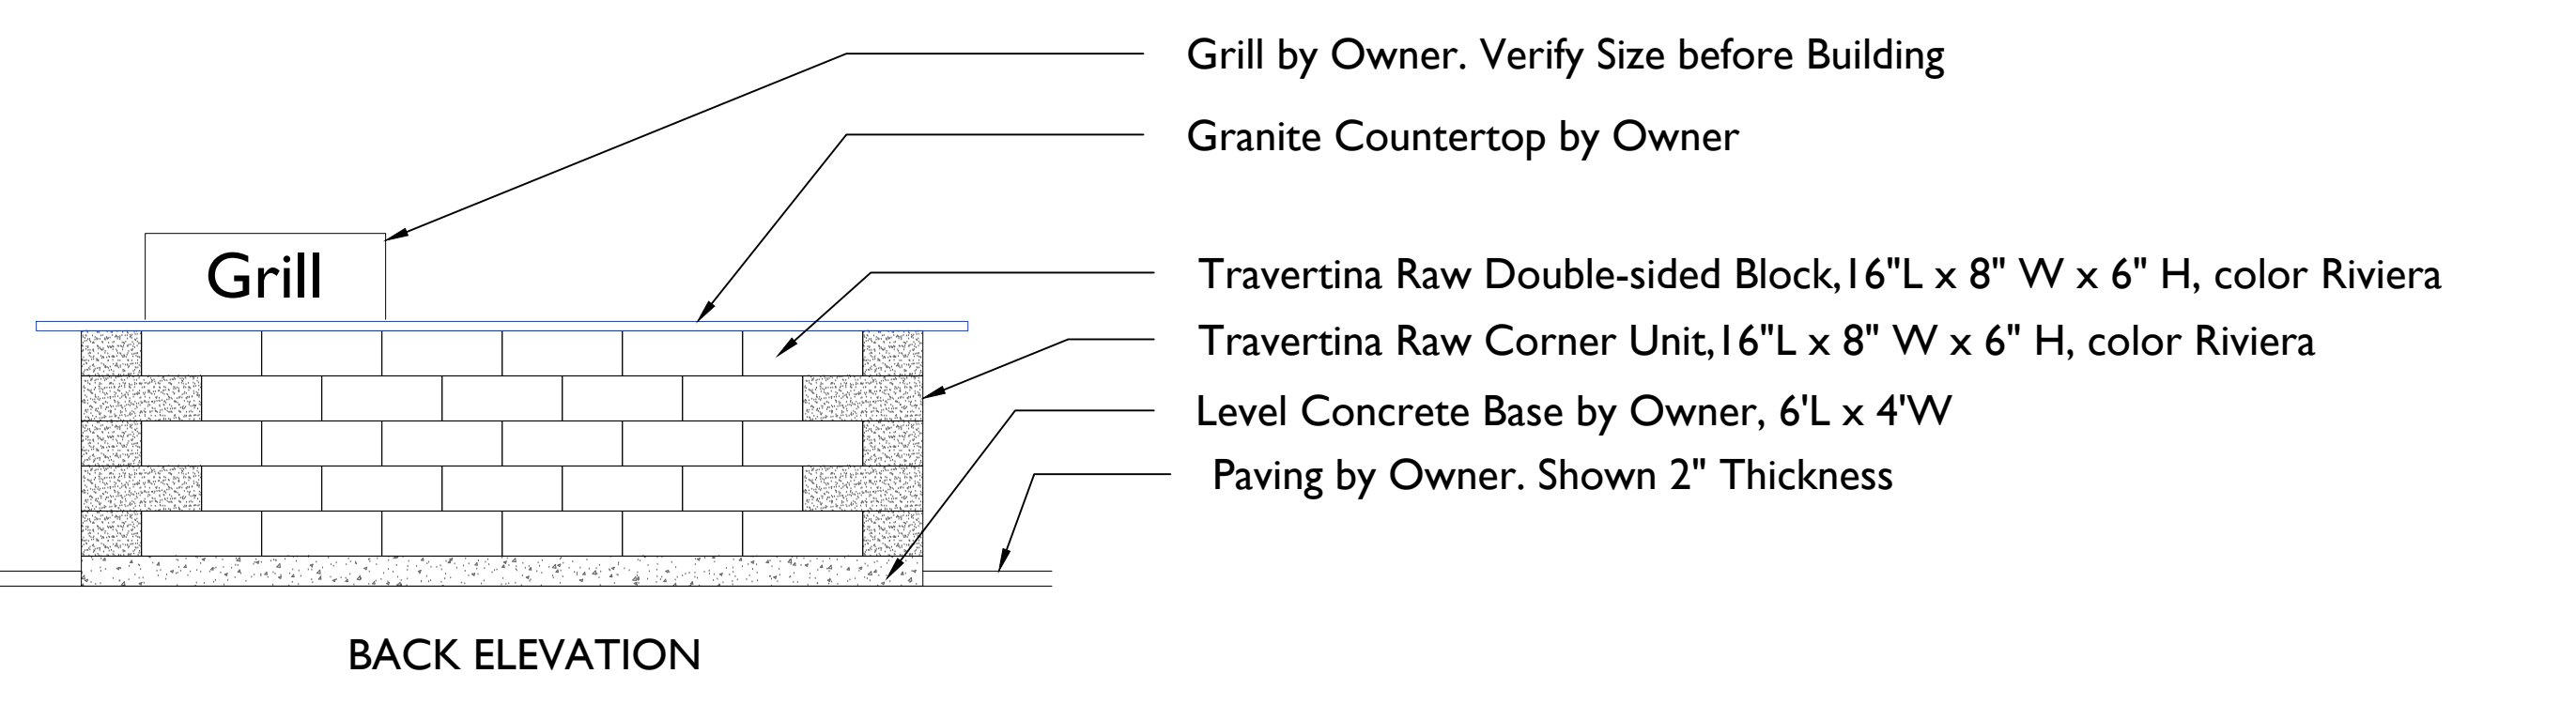 Grill by Owner. Verify Size before Building
Granite Countertop by Owner
Grill
Travertina Raw Double-sided Block,16"L x 8" W x 6" H, color Riviera
Travertina Raw Corner Unit,16"L x 8" W x 6" H, color Riviera
Level Concrete Base by Owner, 6'L x 4'W
Paving by Owner. Shown 2" Thickness
BACK ELEVATION